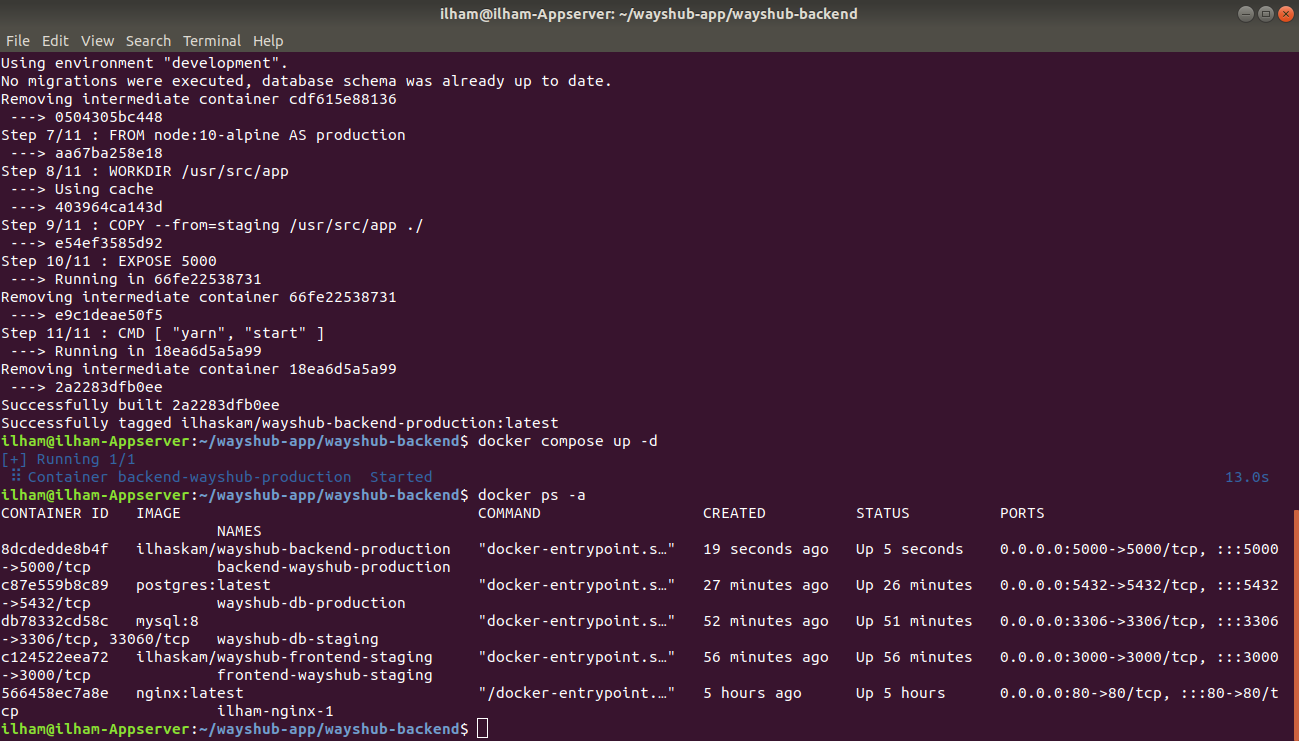 ilham@ilham-Appserver: ~/wayshub-app/wayshub-backend
File Edit View Search Terminal Help
Using environment "development".
No migrations were executed, database schema was already up to date.
Removing intermediate container cdf615e88136
 ---> 0504305bc448
Step 7/11 : FROM node:10-alpine AS production
 ---> aa67ba258e18
Step 8/11 : WORKDIR /usr/src/app
 ---> Using cache
 ---> 403964ca143d
Step 9/11 : COPY --from=staging /usr/src/app ./
 ---> e54ef3585d92
Step 10/11 : EXPOSE 5000
 ---> Running in 66fe22538731
Removing intermediate container 66fe22538731
 ---> e9c1deae50f5
Step 11/11 : CMD [ "yarn", "start" ]
 ---> Running in 18ea6d5a5a99
Removing intermediate container 18ea6d5a5a99
 ---> 2a2283dfb0ee
Successfully built 2a2283dfb0ee
Successfully tagged ilhaskam/wayshub-backend-production:latest
ilham@ilham-Appserver:~/wayshub-app/wayshub-backend$ docker compose up -d
[+] Running 1/1
 ⠿ Container backend-wayshub-production  Started 13.0s
ilham@ilham-Appserver:~/wayshub-app/wayshub-backend$ docker ps -a
CONTAINER ID   IMAGE                                 COMMAND                  CREATED          STATUS          PORTS
                        NAMES
8dcdedde8b4f   ilhaskam/wayshub-backend-production   "docker-entrypoint.s…"   19 seconds ago   Up 5 seconds    0.0.0.0:5000->5000/tcp, :::5000
->5000/tcp              backend-wayshub-production
c87e559b8c89   postgres:latest                       "docker-entrypoint.s…"   27 minutes ago   Up 26 minutes   0.0.0.0:5432->5432/tcp, :::5432
->5432/tcp              wayshub-db-production
db78332cd58c   mysql:8                               "docker-entrypoint.s…"   52 minutes ago   Up 51 minutes   0.0.0.0:3306->3306/tcp, :::3306
->3306/tcp, 33060/tcp   wayshub-db-staging
c124522eea72   ilhaskam/wayshub-frontend-staging     "docker-entrypoint.s…"   56 minutes ago   Up 56 minutes   0.0.0.0:3000->3000/tcp, :::3000
->3000/tcp              frontend-wayshub-staging
566458ec7a8e   nginx:latest                          "/docker-entrypoint.…"   5 hours ago      Up 5 hours      0.0.0.0:80->80/tcp, :::80->80/t
cp                      ilham-nginx-1
ilham@ilham-Appserver:~/wayshub-app/wayshub-backend$